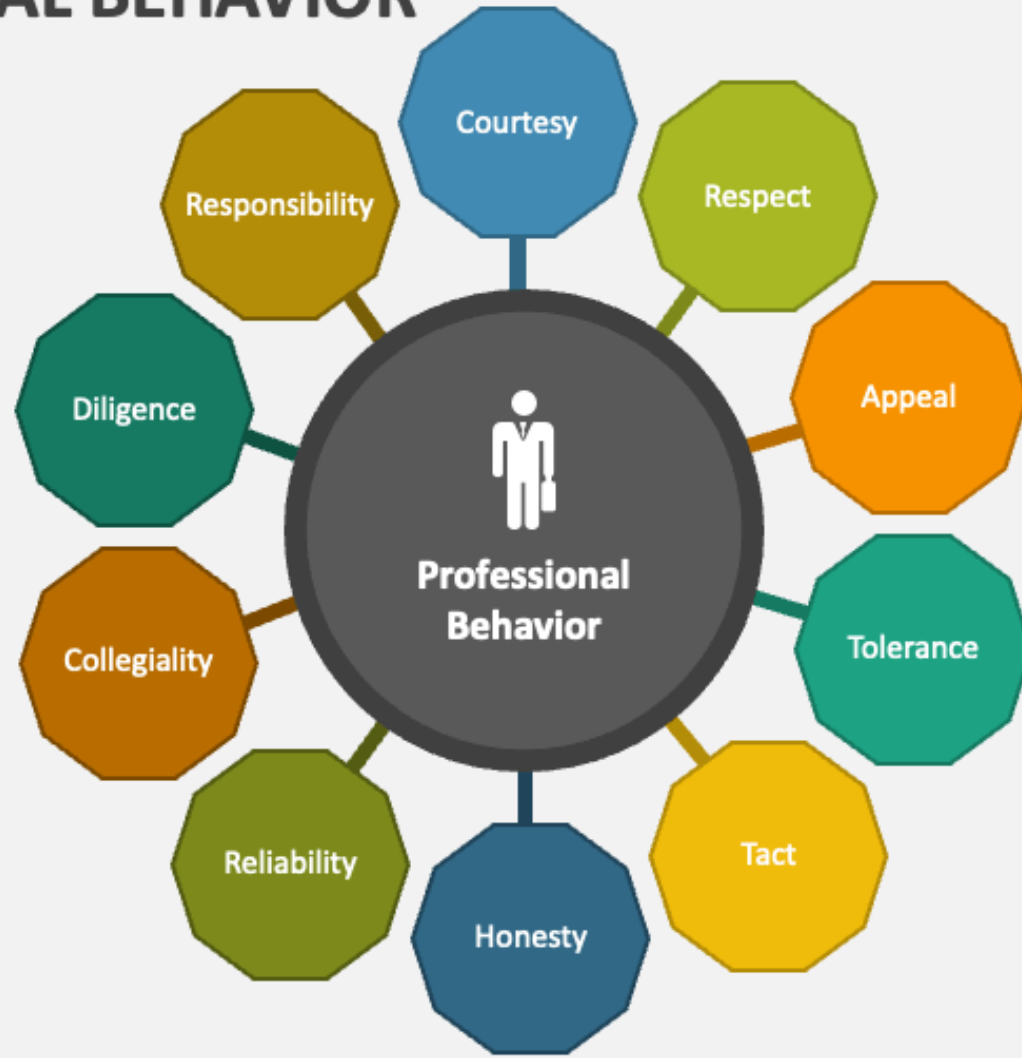 AL BEHAVIOR
Courtesy
Respect
Appeal
Tolerance
Tact
Honesty
Reliability
Collegiality
Diligence
Responsibility
Professional
Behavior